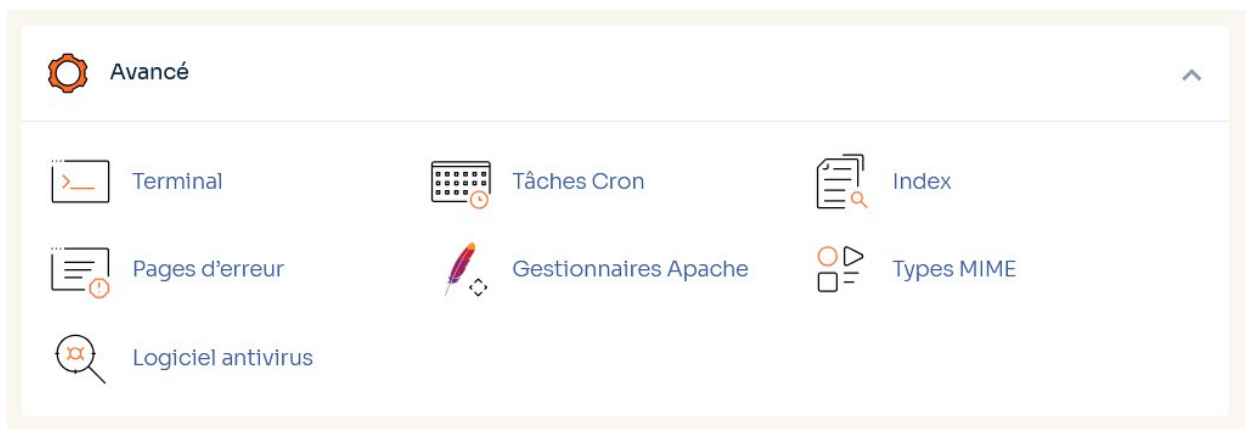 Avancé
Terminal
Tâches Cron
Index
Pages d’erreur
Gestionnaires Apache
Types MIME
Logiciel antivirus